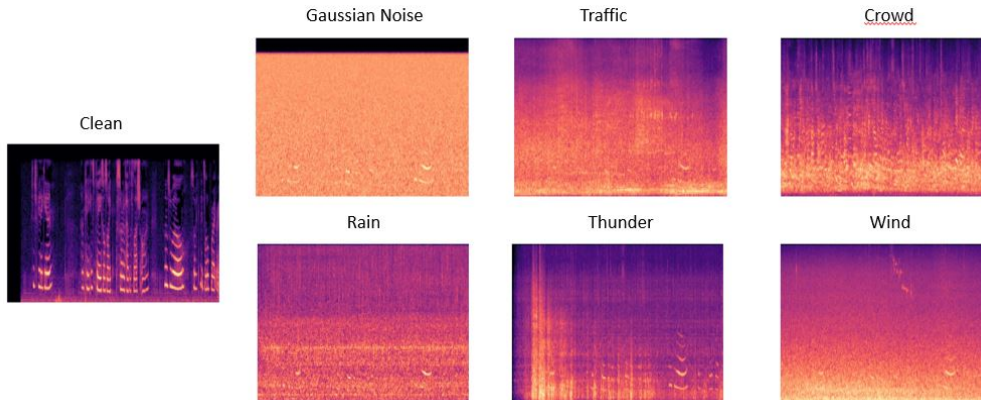 Gaussian Noise
Traffic
Crowd
Clean
Rain
Thunder
Wind